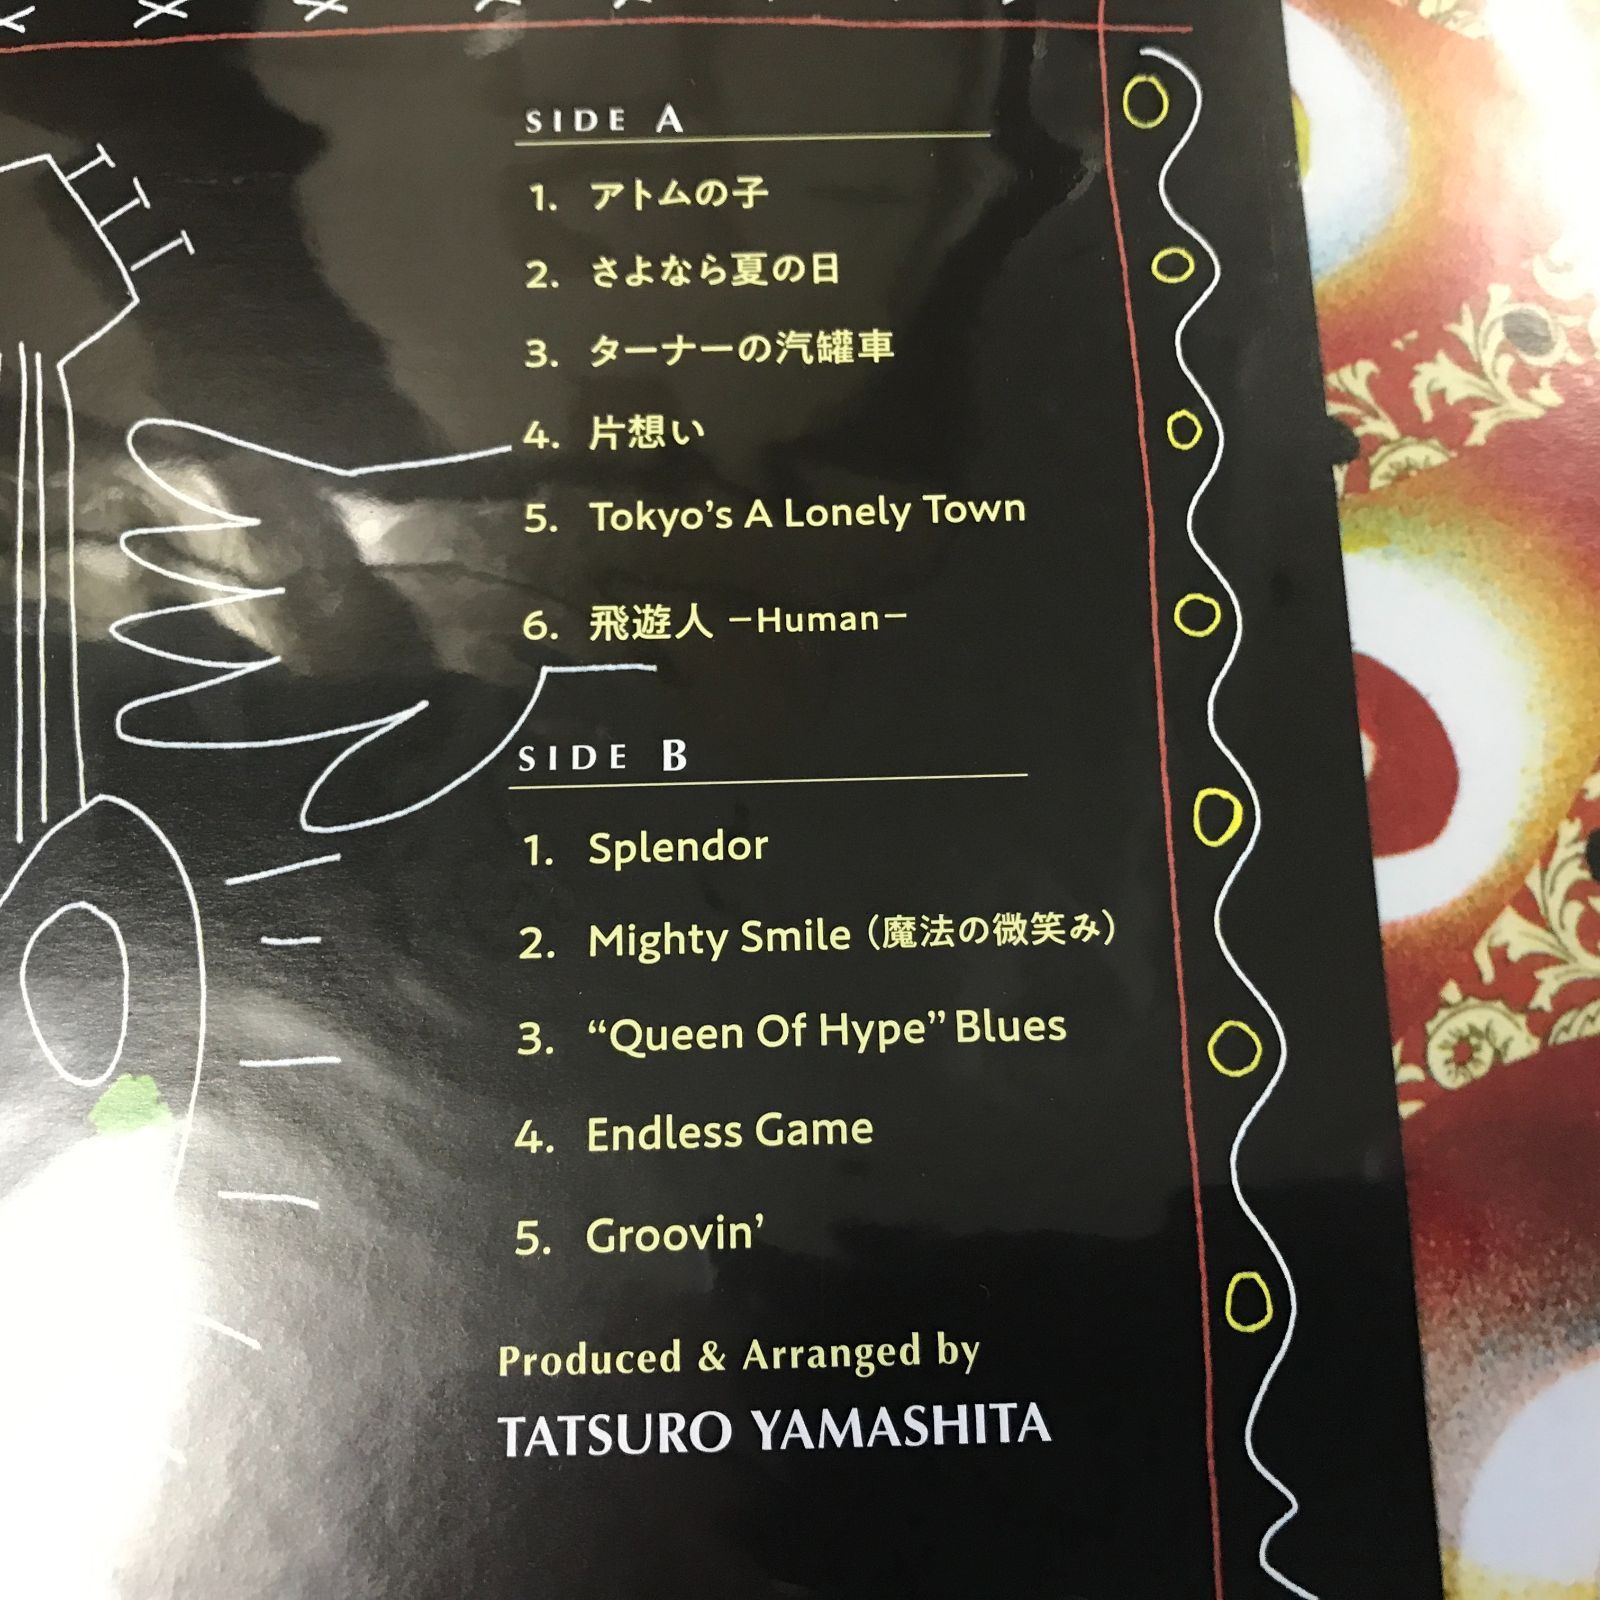 SIDE A
1. アトムの子
2. さよなら夏の日
3. ターナーの汽罐車
4. 片想い
5. Tokyo's A Lonely Town
6. 飛遊人 −Human−
SIDE B
1. Splendor
2. Mighty Smile (魔法の微笑み)
3. “Queen Of Hype” Blues
4. Endless Game
5. Groovin'
Produced & Arranged by
TATSURO YAMASHITA